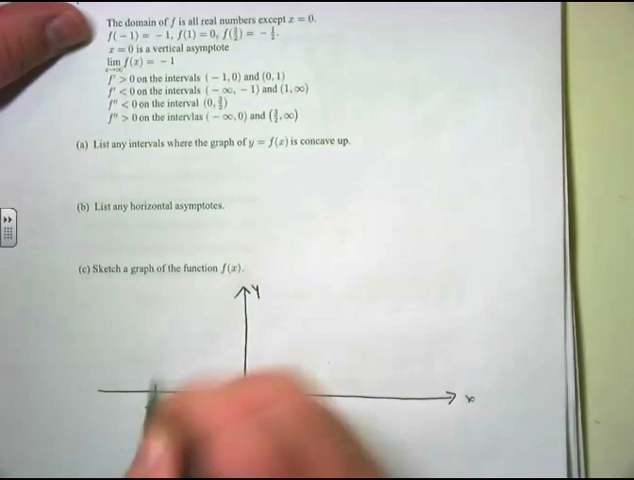 The domain of f is all real numbers except x = 0.
f(-1) = -1, f(1) = 0, f(3/2) = -1/2.
x = 0 is a vertical asymptote
lim x→∞ f(x) = -1
f' > 0 on the intervals (-1,0) and (0,1)
f' < 0 on the intervals (-∞, -1) and (1,∞)
f'' < 0 on the interval (0, 3/2)
f'' > 0 on the intervlas (-∞,0) and (3/2,∞)
(a) List any intervals where the graph of y = f(x) is concave up.
(b) List any horizontal asymptotes.
(c) Sketch a graph of the function f(x).
y
x